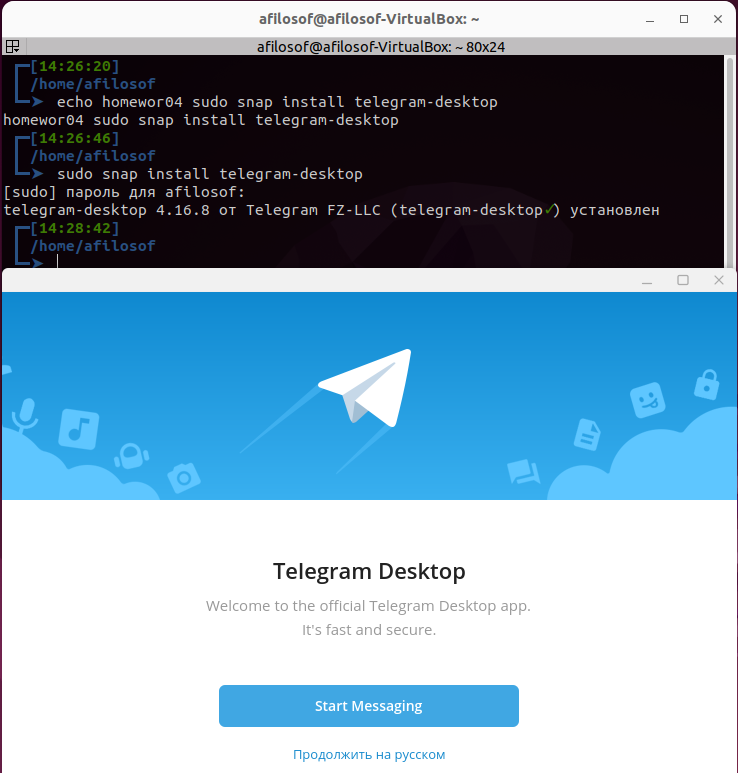 afilosof@afilosof-VirtualBox: ~
afilosof@afilosof-VirtualBox: ~ 80x24
[14:26:20]
/home/afilosof
echo homewor04 sudo snap install telegram-desktop
homewor04 sudo snap install telegram-desktop
[14:26:46]
/home/afilosof
sudo snap install telegram-desktop
[sudo] пароль для afilosof:
telegram-desktop 4.16.8 от Telegram FZ-LLC (telegram-desktop✓) установлен
[14:28:42]
/home/afilosof
Telegram Desktop
Welcome to the official Telegram Desktop app.
It's fast and secure.
Start Messaging
Продолжить на русском